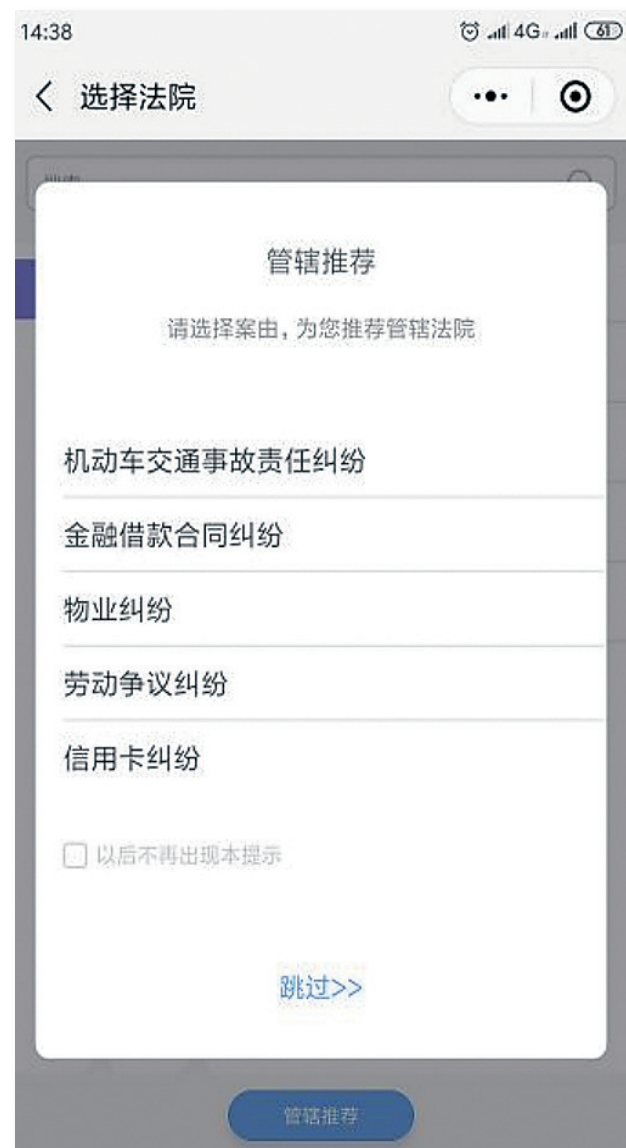 14:38
4G 61
选择法院
管辖推荐
请选择案由,为您推荐管辖法院
机动车交通事故责任纠纷
金融借款合同纠纷
物业纠纷
劳动争议纠纷
信用卡纠纷
以后不再出现本提示
跳过>>
管辖推荐